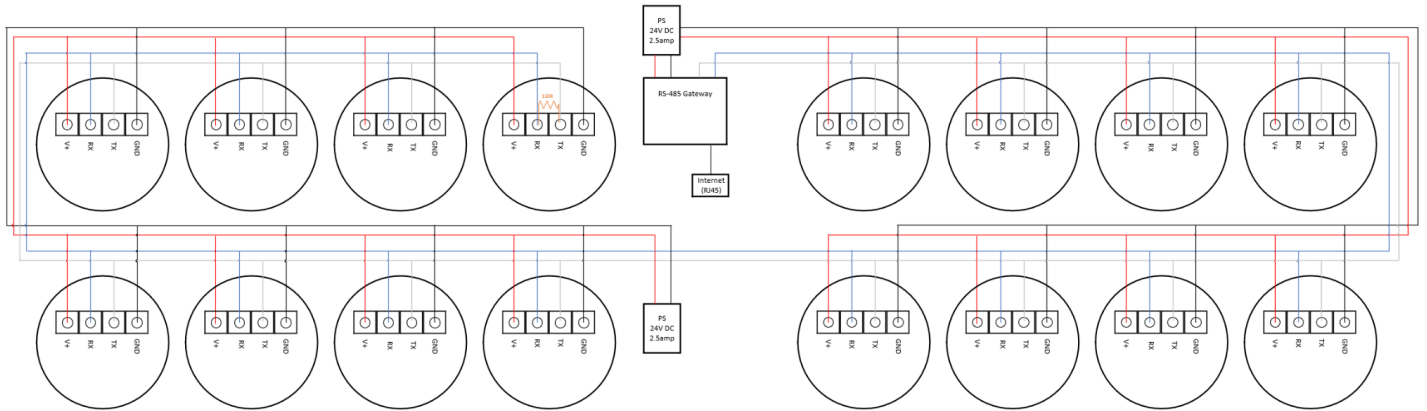 PS
24V DC
2.5amp
RS-485 Gateway
V+ RX TX GND
V+ RX TX GND
V+ RX TX GND
V+ RX TX GND
V+ RX TX GND
V+ RX TX GND
V+ RX TX GND
V+ RX TX GND
Internet
(RJ45)
PS
24V DC
2.5amp
V+ RX TX GND
V+ RX TX GND
V+ RX TX GND
V+ RX TX GND
V+ RX TX GND
V+ RX TX GND
V+ RX TX GND
V+ RX TX GND